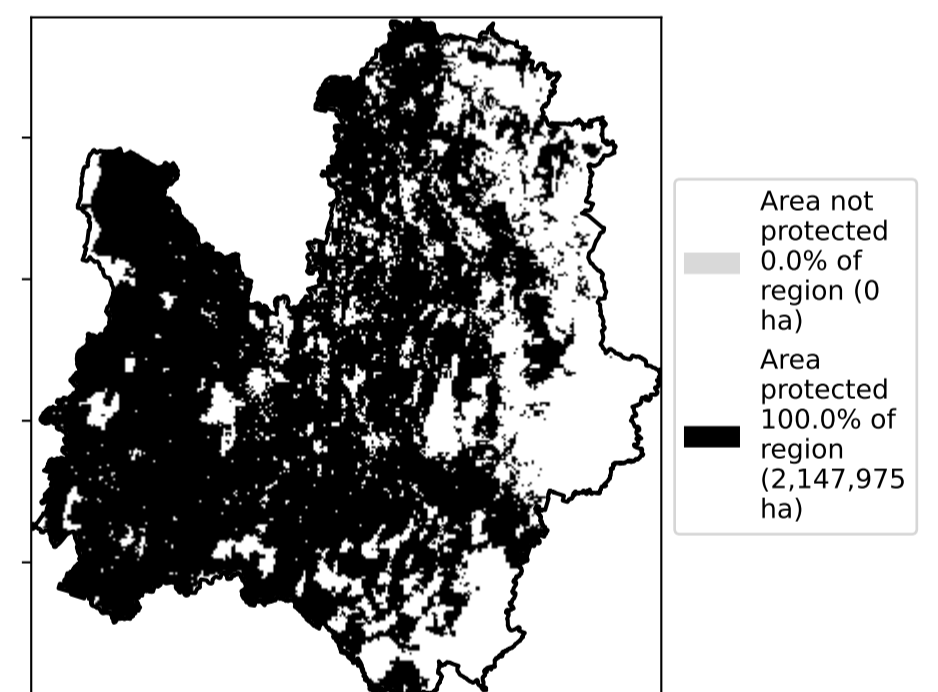 Area not
protected
0.0% of
region (0
ha)
Area
protected
100.0% of
region
(2,147,975
ha)